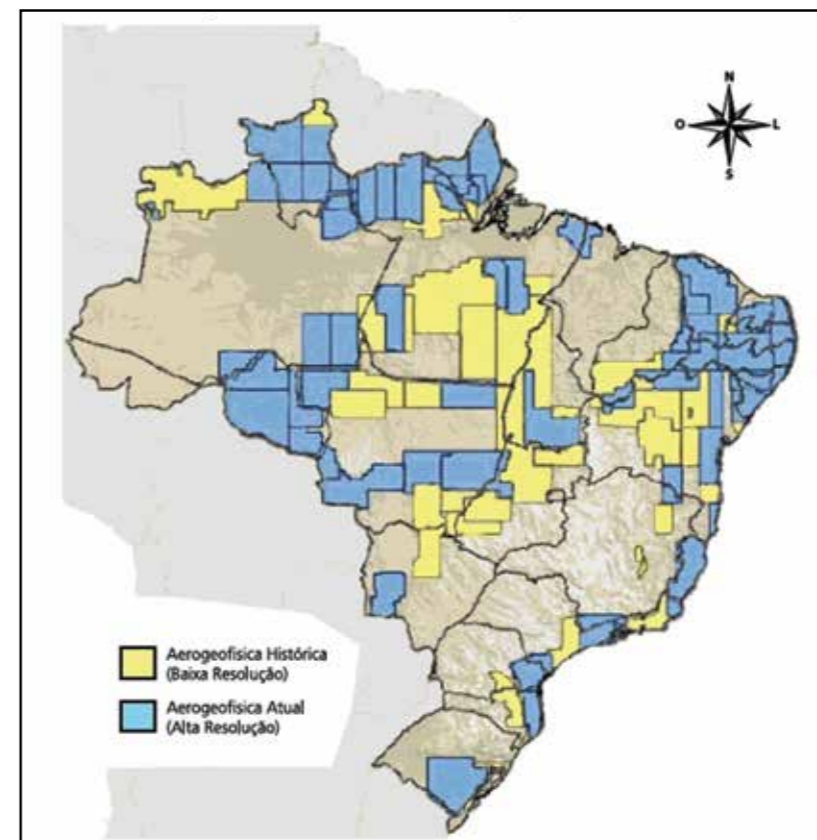 N
O
L
S
Aerogeofísica Histórica
(Baixa Resolução)
Aerogeofísica Atual
(Alta Resolução)